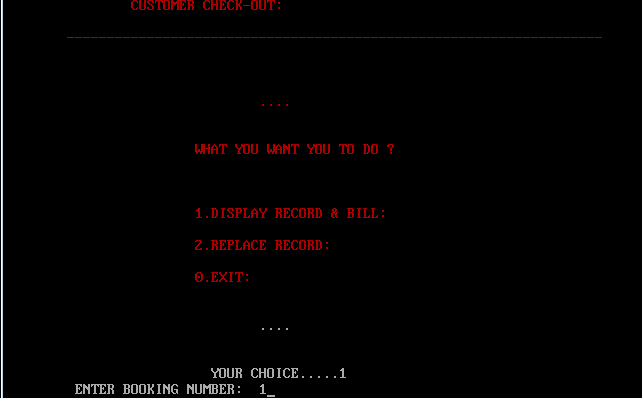 CUSTOMER CHECK-OUT:
....
WHAT YOU WANT YOU TO DO ?
1.DISPLAY RECORD & BILL:
2.REPLACE RECORD:
0.EXIT:
....
YOUR CHOICE.....1
ENTER BOOKING NUMBER: 1_